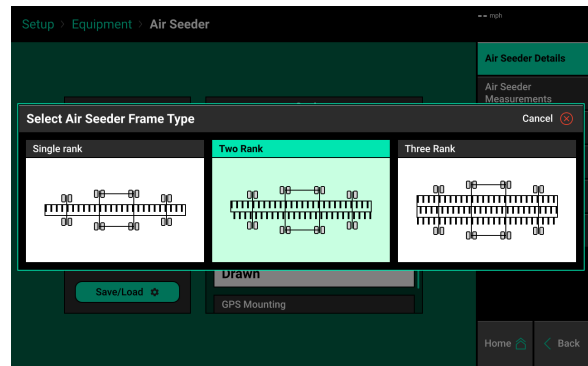 Setup > Equipment > Air Seeder
-- mph
Air Seeder Details
Air Seeder
Measurements
Select Air Seeder Frame Type
Cancel
Single rank
Two Rank
Three Rank
Drawn
Save/Load
GPS Mounting
Home
Back